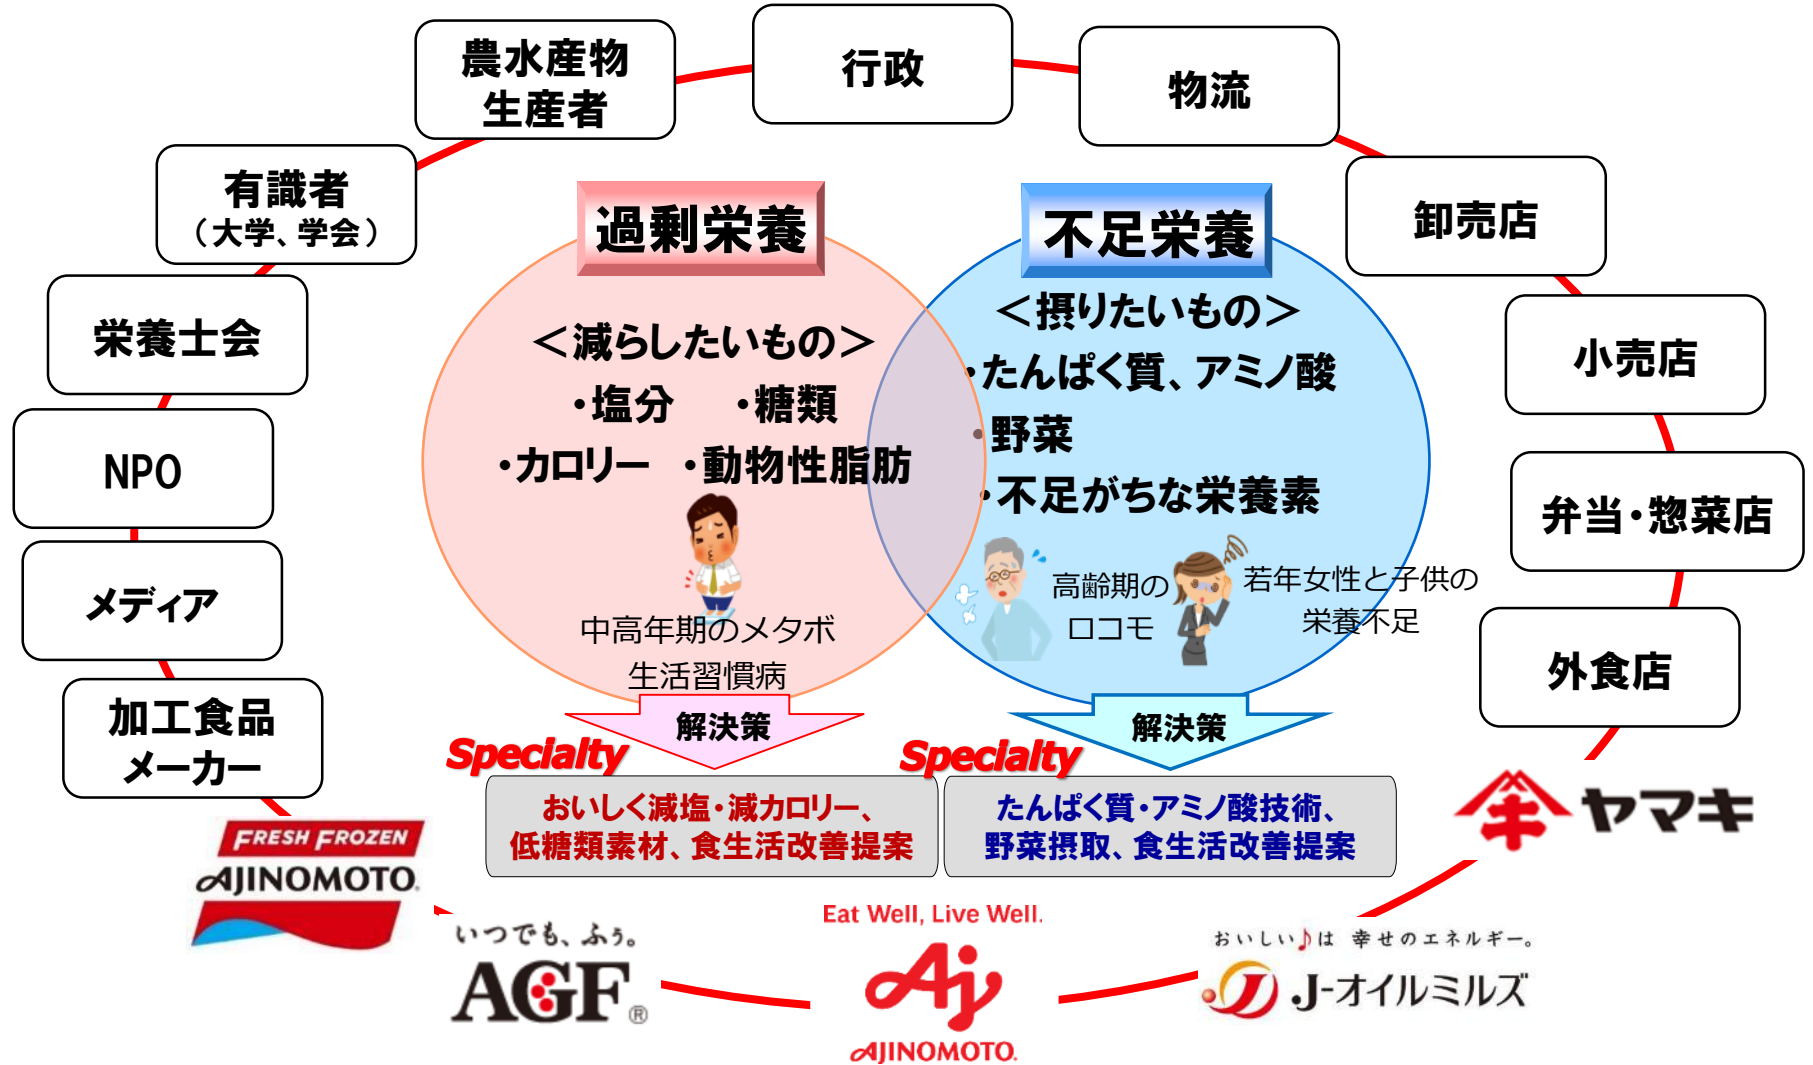 農水産物
生産者
行政
物流
有識者
（大学、学会）
卸売店
栄養士会
小売店
NPO
弁当・惣菜店
メディア
外食店
加工食品
メーカー
過剰栄養
＜減らしたいもの＞
・塩分　・糖類
・カロリー　・動物性脂肪
中高年期のメタボ
生活習慣病
不足栄養
＜摂りたいもの＞
・たんぱく質、アミノ酸
・野菜
・不足がちな栄養素
高齢期の
ロコモ
若年女性と子供の
栄養不足
解決策
Specialty
おいしく減塩・減カロリー、
低糖類素材、食生活改善提案
解決策
Specialty
たんぱく質・アミノ酸技術、
野菜摂取、食生活改善提案
FRESH FROZEN
AJINOMOTO.
いつでも、ふぅ。
AGF®
Eat Well, Live Well.
Aj
AJINOMOTO.
おいしい♪は 幸せのエネルギー。
J-オイルミルズ
ヤマキ